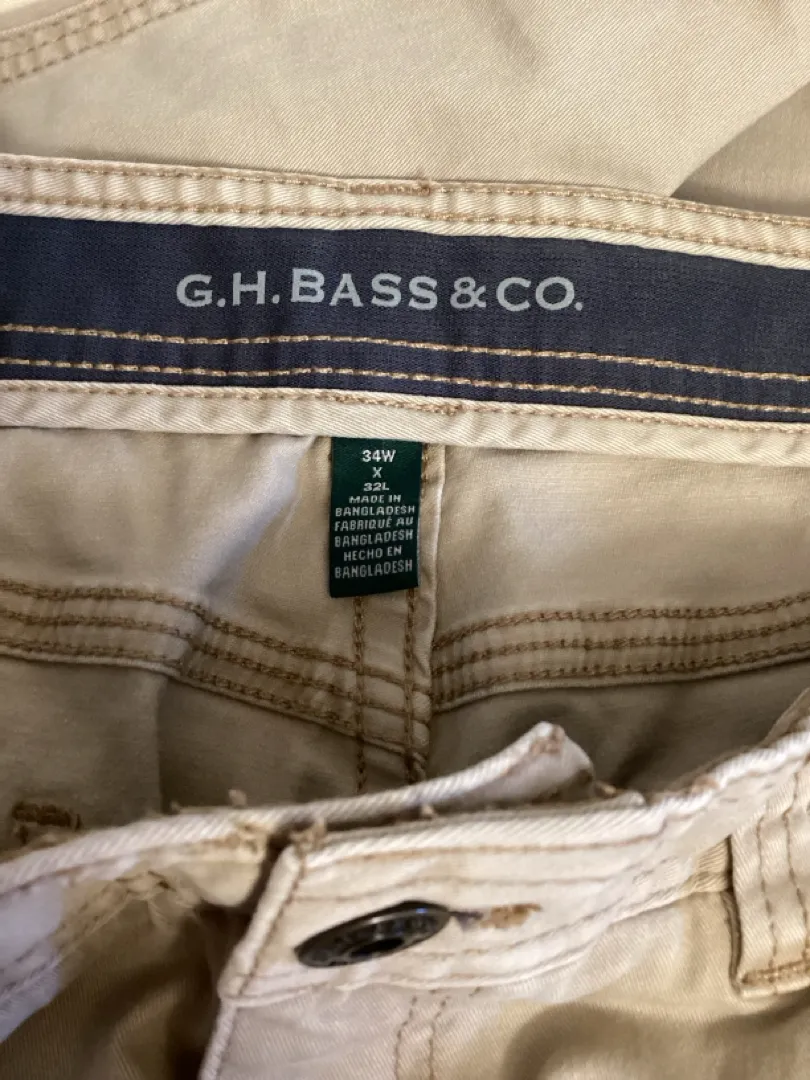 G.H. BASS & CO.
34W
X
32L
MADE IN
BANGLADESH
FABRIQUÉ AU
BANGLADESH
HECHO EN
BANGLADESH